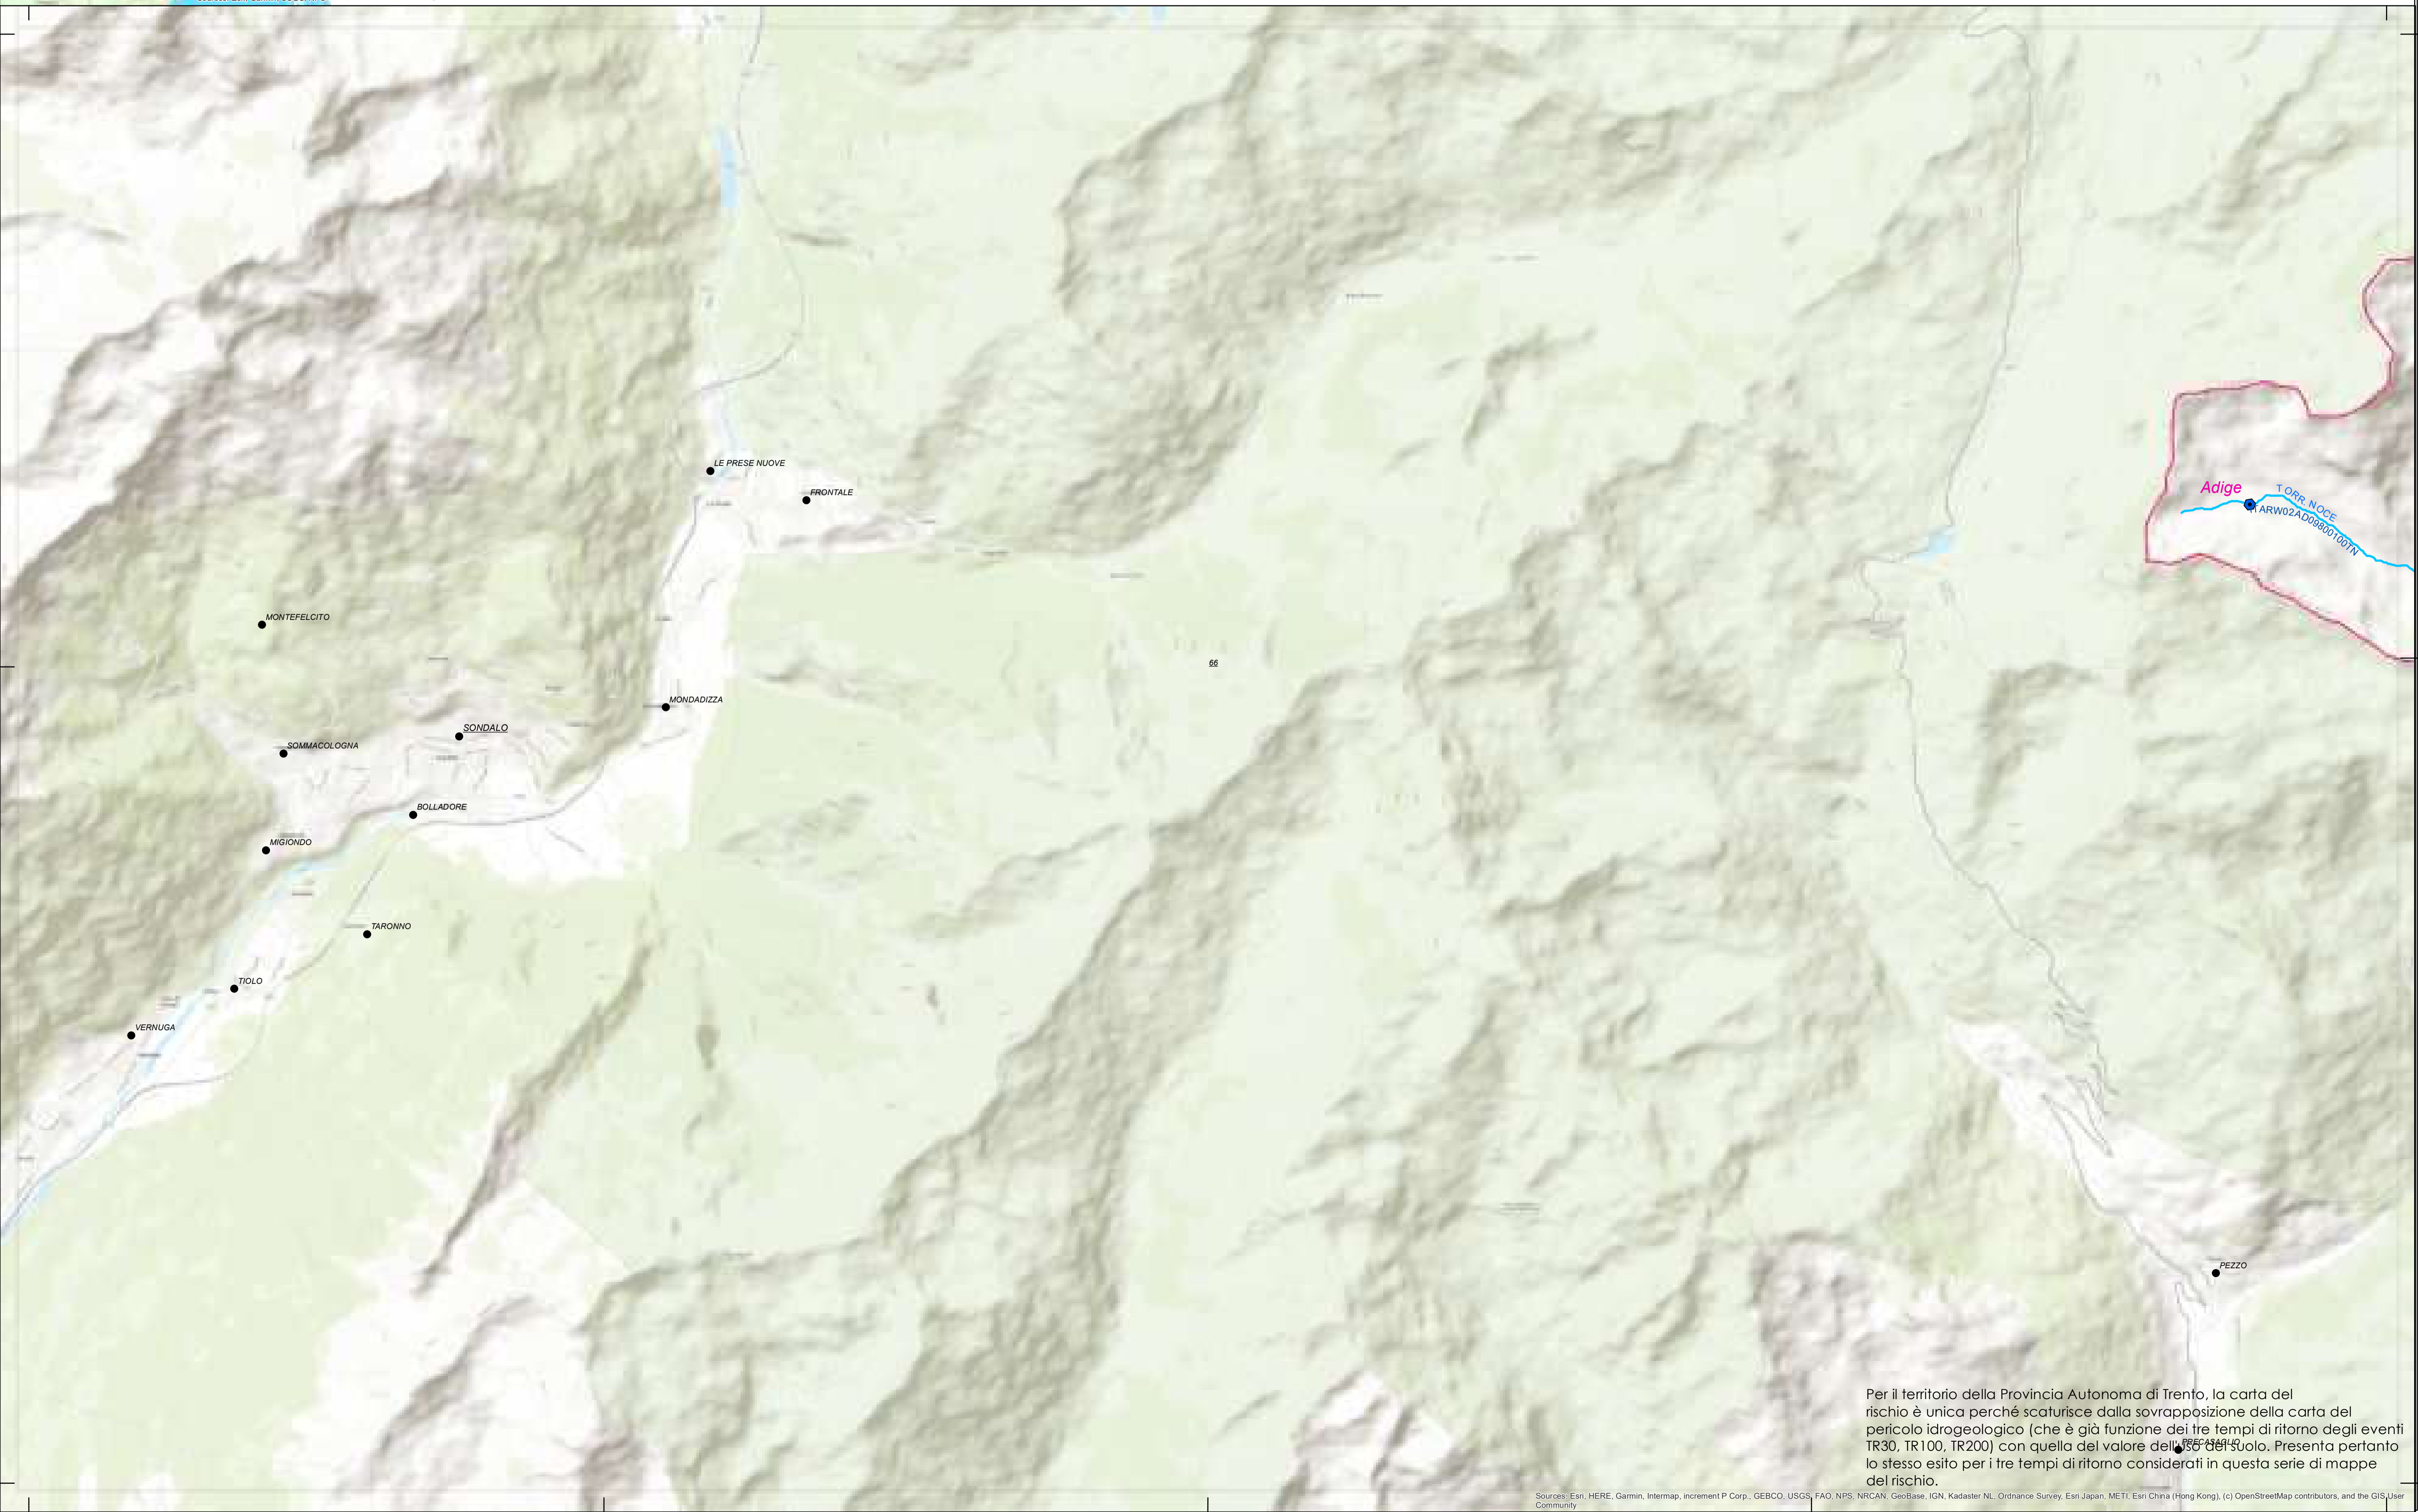 LE PRESE NUOVE
FRONTALE
Adige
TORR. NOCE
ITARW02AD09800100TN
MONTEFELCITO
66
MONDADIZZA
SONDALO
SOMMACOLOGNA
BOLLADORE
MIGIONDO
TARONNO
TIOLO
VERNUGA
PEZZO
PRECASAGLIO
Per il territorio della Provincia Autonoma di Trento, la carta del
rischio è unica perché scaturisce dalla sovrapposizione della carta del
pericolo idrogeologico (che è già funzione dei tre tempi di ritorno degli eventi
TR30, TR100, TR200) con quella del valore dell'uso del suolo. Presenta pertanto
lo stesso esito per i tre tempi di ritorno considerati in questa serie di mappe
del rischio.
Sources: Esri, HERE, Garmin, Intermap, increment P Corp., GEBCO, USGS, FAO, NPS, NRCAN, GeoBase, IGN, Kadaster NL, Ordnance Survey, Esri Japan, METI, Esri China (Hong Kong), (c) OpenStreetMap contributors, and the GIS User
Community